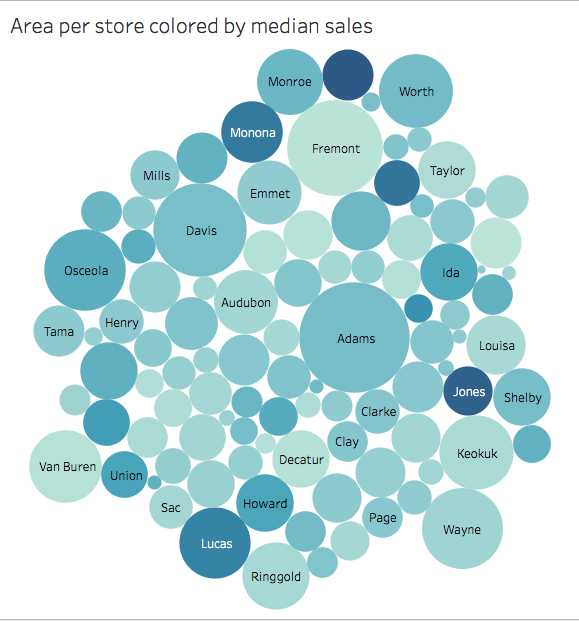 Area per store colored by median sales
Monroe
Worth
Monona
Fremont
Taylor
Mills
Emmet
Davis
Osceola
Ida
Audubon
Henry
Tama
Adams
Louisa
Jones
Shelby
Clarke
Clay
Keokuk
Decatur
Van Buren
Union
Howard
Sac
Page
Wayne
Lucas
Ringgold